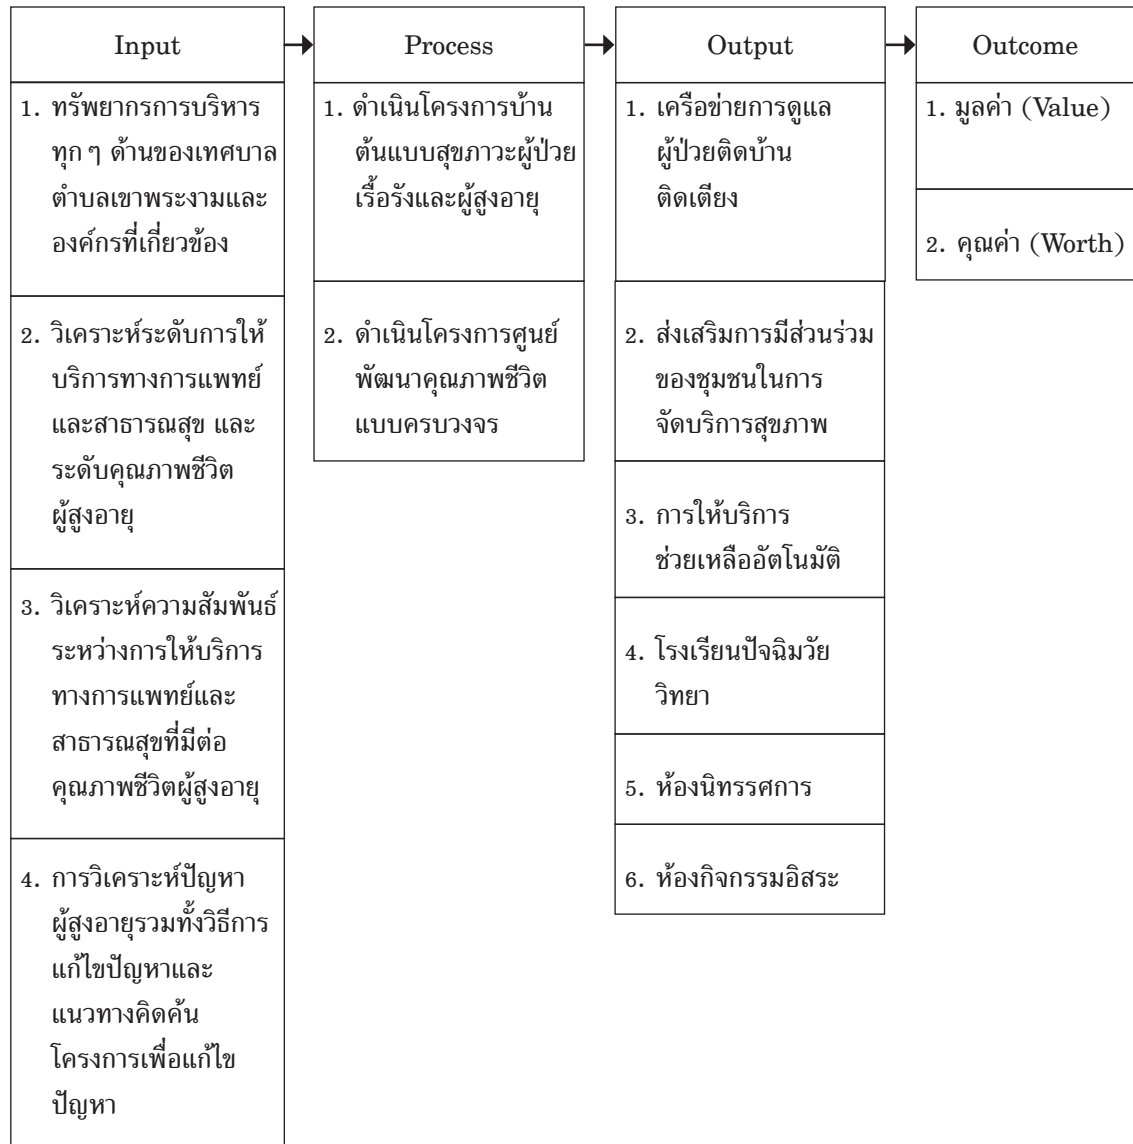 Input
1. ทรัพยากรการบริหาร
ทุก ๆ ด้านของเทศบาล
ตำบลเขาพระงามและ
องค์กรที่เกี่ยวข้อง
2. วิเคราะห์ระดับการให้
บริการทางการแพทย์
และสาธารณสุข และ
ระดับคุณภาพชีวิต
ผู้สูงอายุ
3. วิเคราะห์ความสัมพันธ์
ระหว่างการให้บริการ
ทางการแพทย์และ
สาธารณสุขที่มีต่อ
คุณภาพชีวิตผู้สูงอายุ
4. การวิเคราะห์ปัญหา
ผู้สูงอายุรวมทั้งวิธีการ
แก้ไขปัญหาและ
แนวทางคิดค้น
โครงการเพื่อแก้ไข
ปัญหา
Process
1. ดำเนินโครงการบ้าน
ต้นแบบสุขภาวะผู้ป่วย
เรื้อรังและผู้สูงอายุ
2. ดำเนินโครงการศูนย์
พัฒนาคุณภาพชีวิต
แบบครบวงจร
Output
1. เครือข่ายการดูแล
ผู้ป่วยติดบ้าน
ติดเตียง
2. ส่งเสริมการมีส่วนร่วม
ของชุมชนในการ
จัดบริการสุขภาพ
3. การให้บริการ
ช่วยเหลืออัตโนมัติ
4. โรงเรียนปัจฉิมวัย
วิทยา
5. ห้องนิทรรศการ
6. ห้องกิจกรรมอิสระ
Outcome
1. มูลค่า (Value)
2. คุณค่า (Worth)